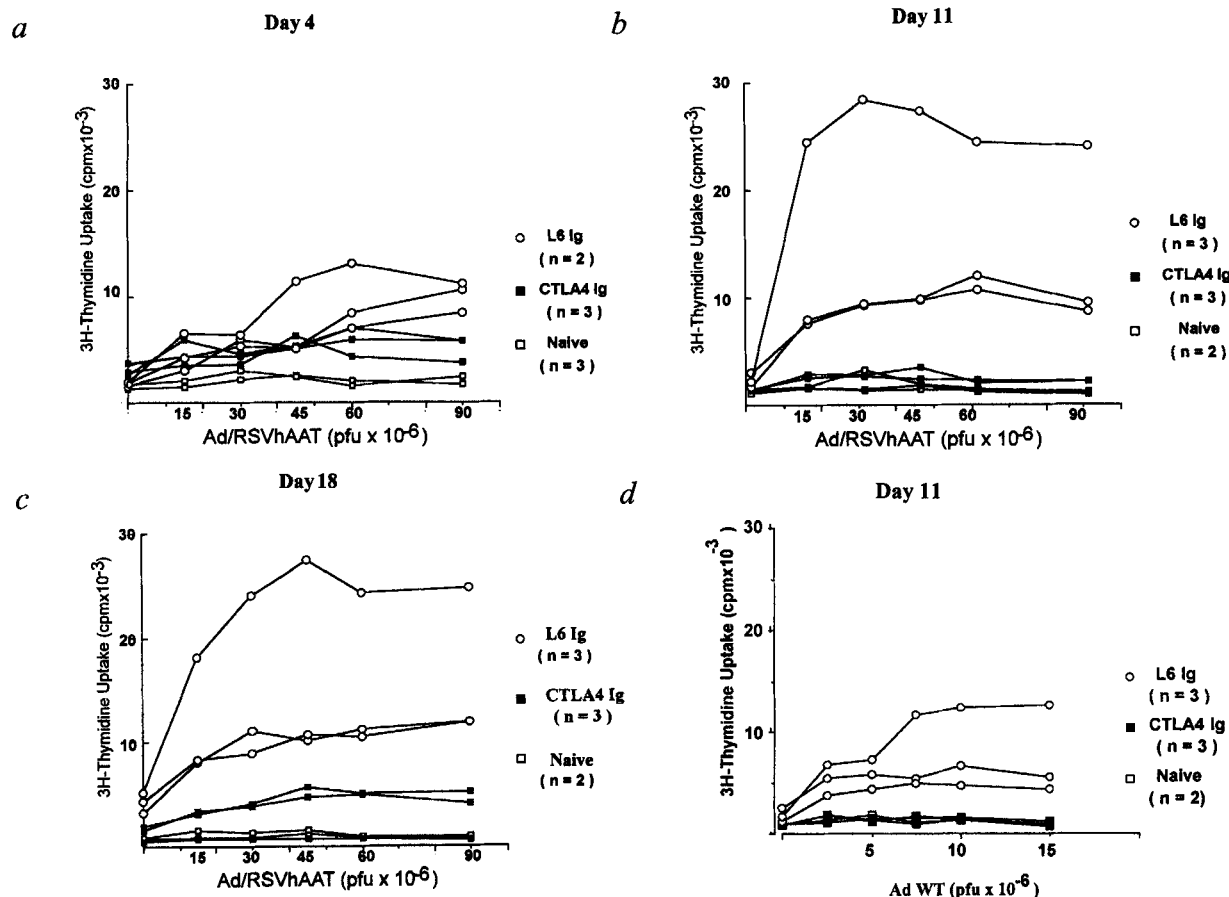 a
Day 4
3H-Thymidine Uptake (cpmx10-3)
30
20
10
15 30 45 60 90
Ad/RSVhAAT (pfu x 10-6)
L6 Ig
( n = 2 )
CTLA4 Ig
( n = 3 )
Naive
( n = 3 )
b
Day 11
3H-Thymidine Uptake (cpmx10-3)
30
20
10
15 30 45 60 90
Ad/RSVhAAT (pfu x 10-6)
L6 Ig
( n = 3 )
CTLA4 Ig
( n = 3 )
Naive
( n = 2 )
c
Day 18
3H-Thymidine Uptake (cpmx10-3)
30
20
10
15 30 45 60 90
Ad/RSVhAAT (pfu x 10-6)
L6 Ig
( n = 3 )
CTLA4 Ig
( n = 3 )
Naive
( n = 2 )
d
Day 11
3H-Thymidine Uptake (cpmx10-3)
30
20
10
5 10 15
Ad WT (pfu x 10-6)
L6 Ig
( n = 3 )
CTLA4 Ig
( n = 3 )
Naive
( n = 2)